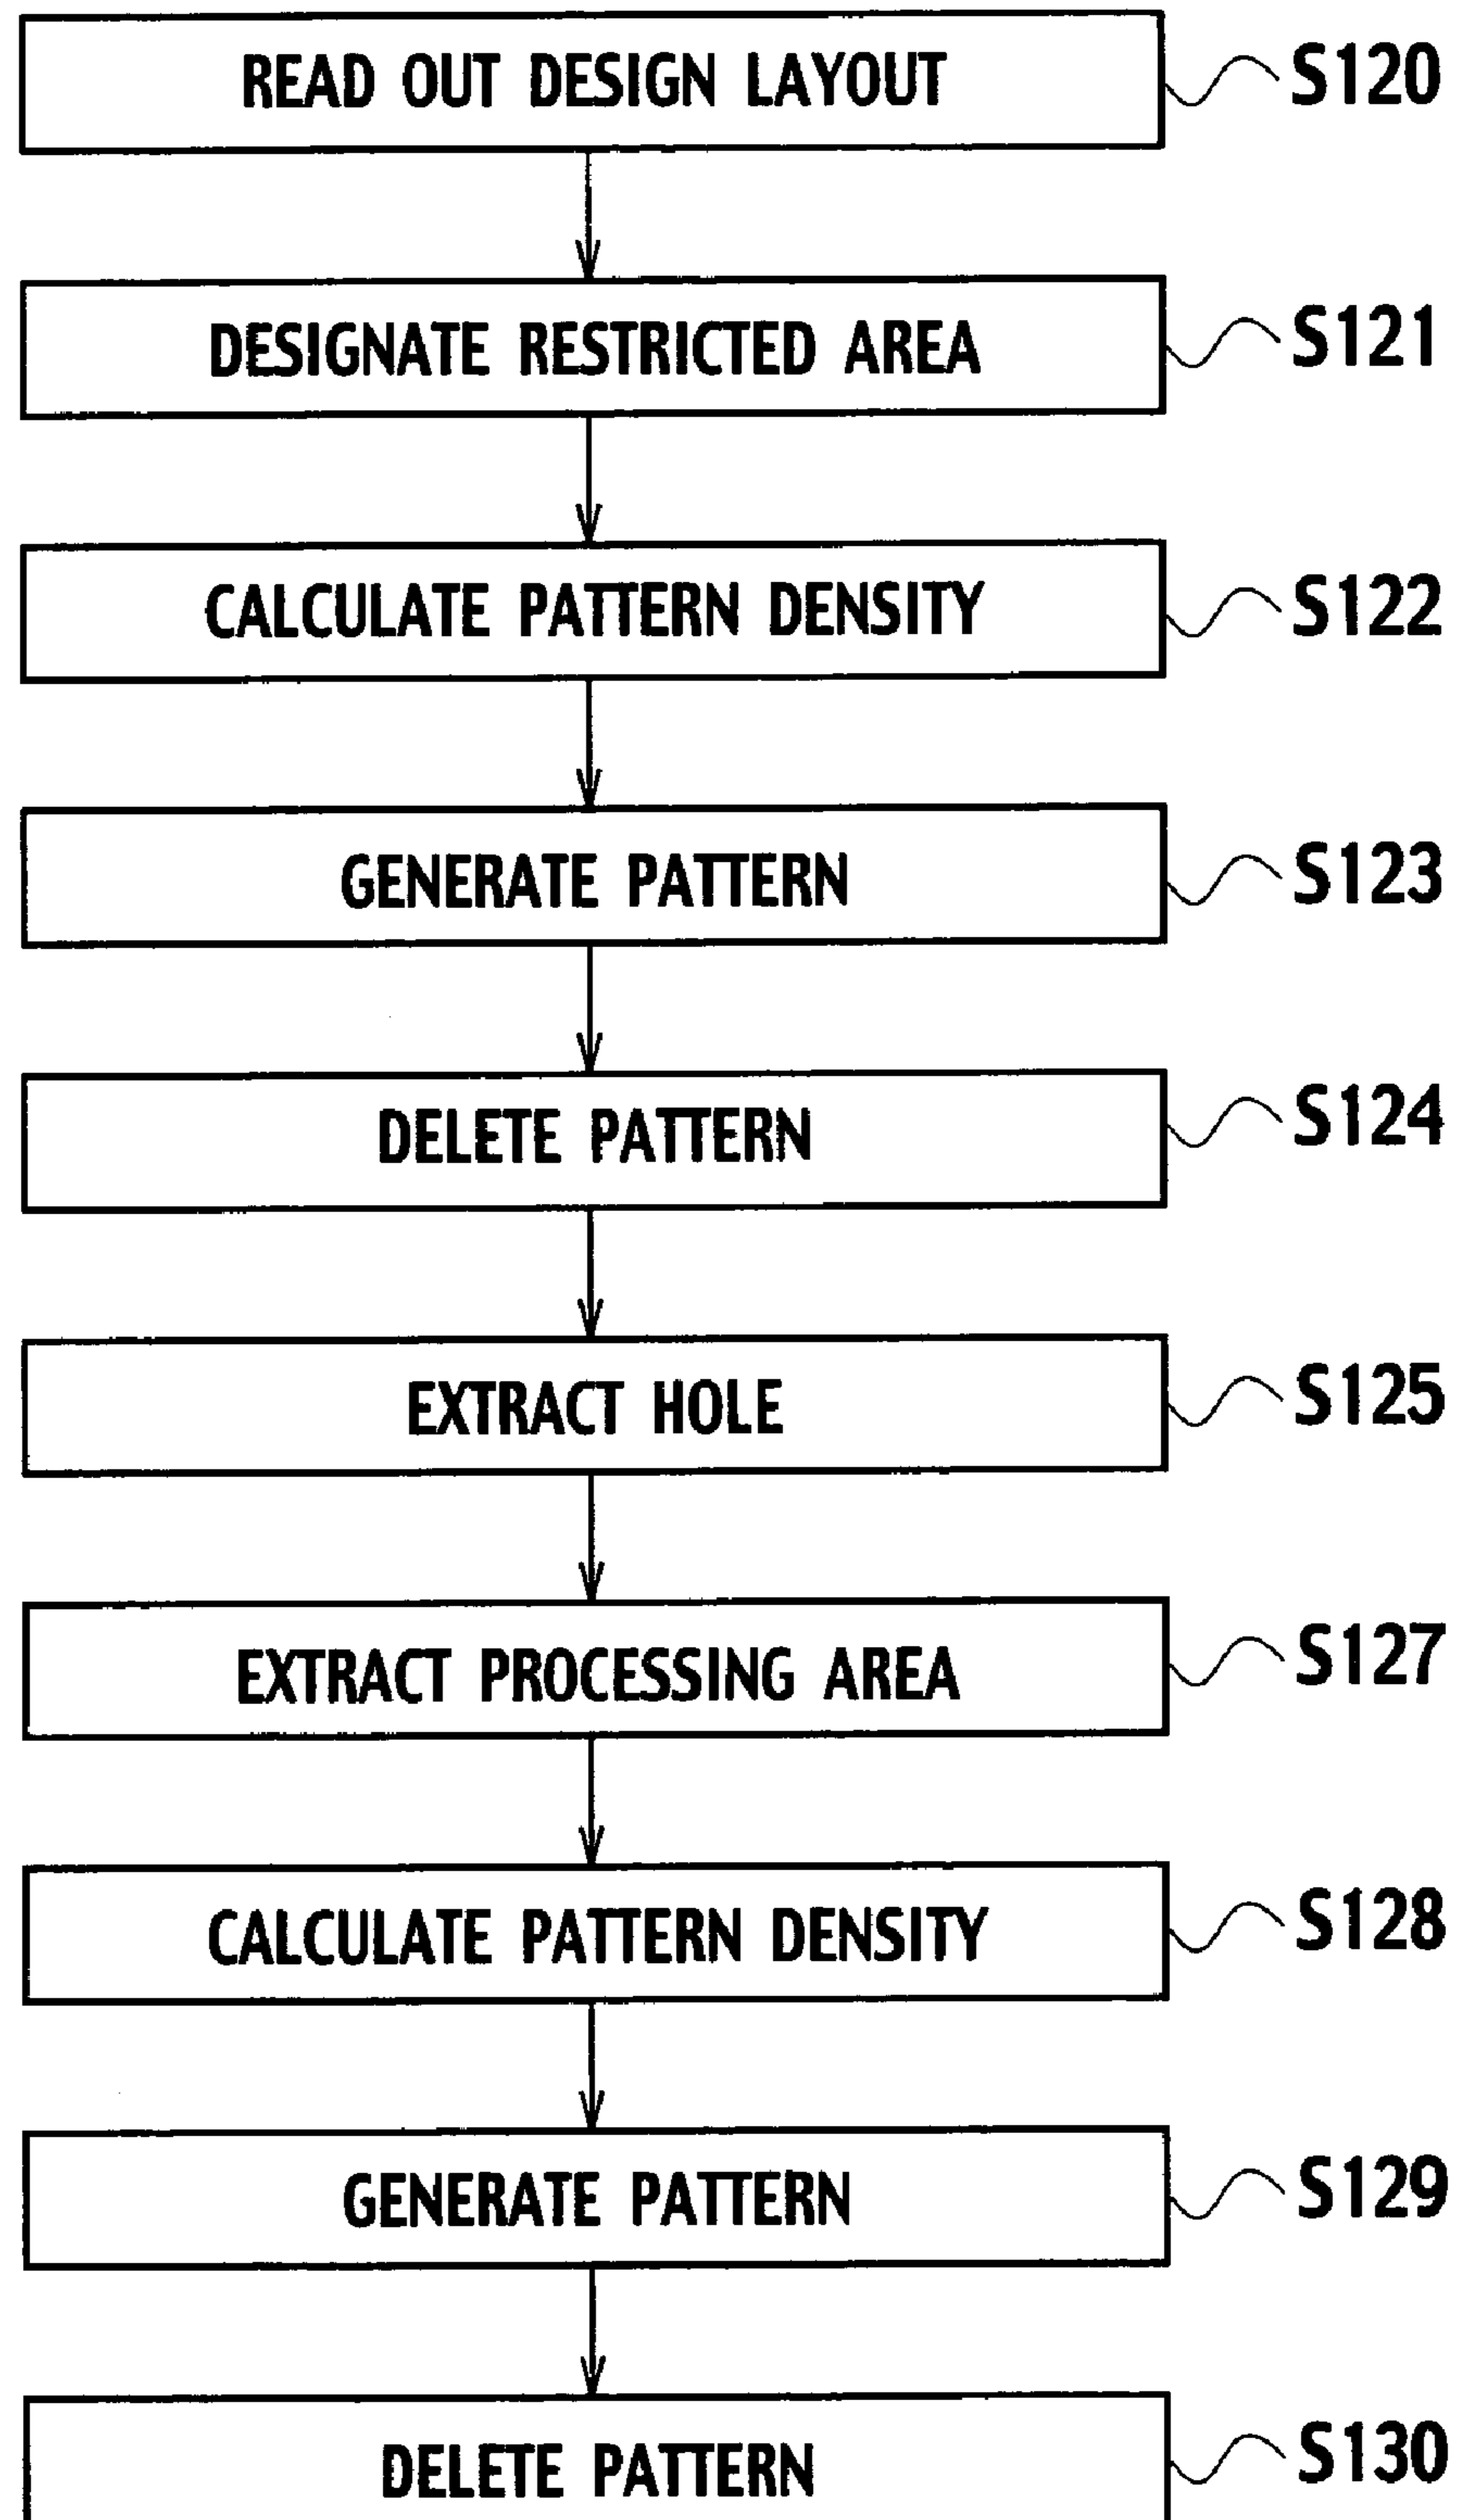 READ OUT DESIGN LAYOUT S120
DESIGNATE RESTRICTED AREA S121
CALCULATE PATTERN DENSITY S122
GENERATE PATTERN S123
DELETE PATTERN S124
EXTRACT HOLE S125
EXTRACT PROCESSING AREA S127
CALCULATE PATTERN DENSITY S128
GENERATE PATTERN S129
DELETE PATTERN S130